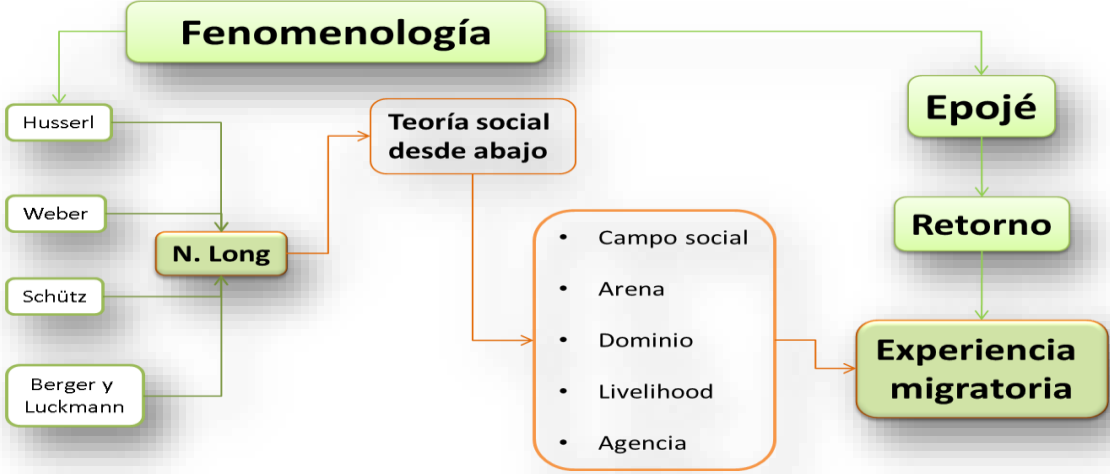 Fenomenología
Husserl
Weber
N. Long
Schütz
Berger y
Luckmann
Teoría social
desde abajo
• Campo social
• Arena
• Dominio
• Livelihood
• Agencia
Epojé
Retorno
Experiencia
migratoria